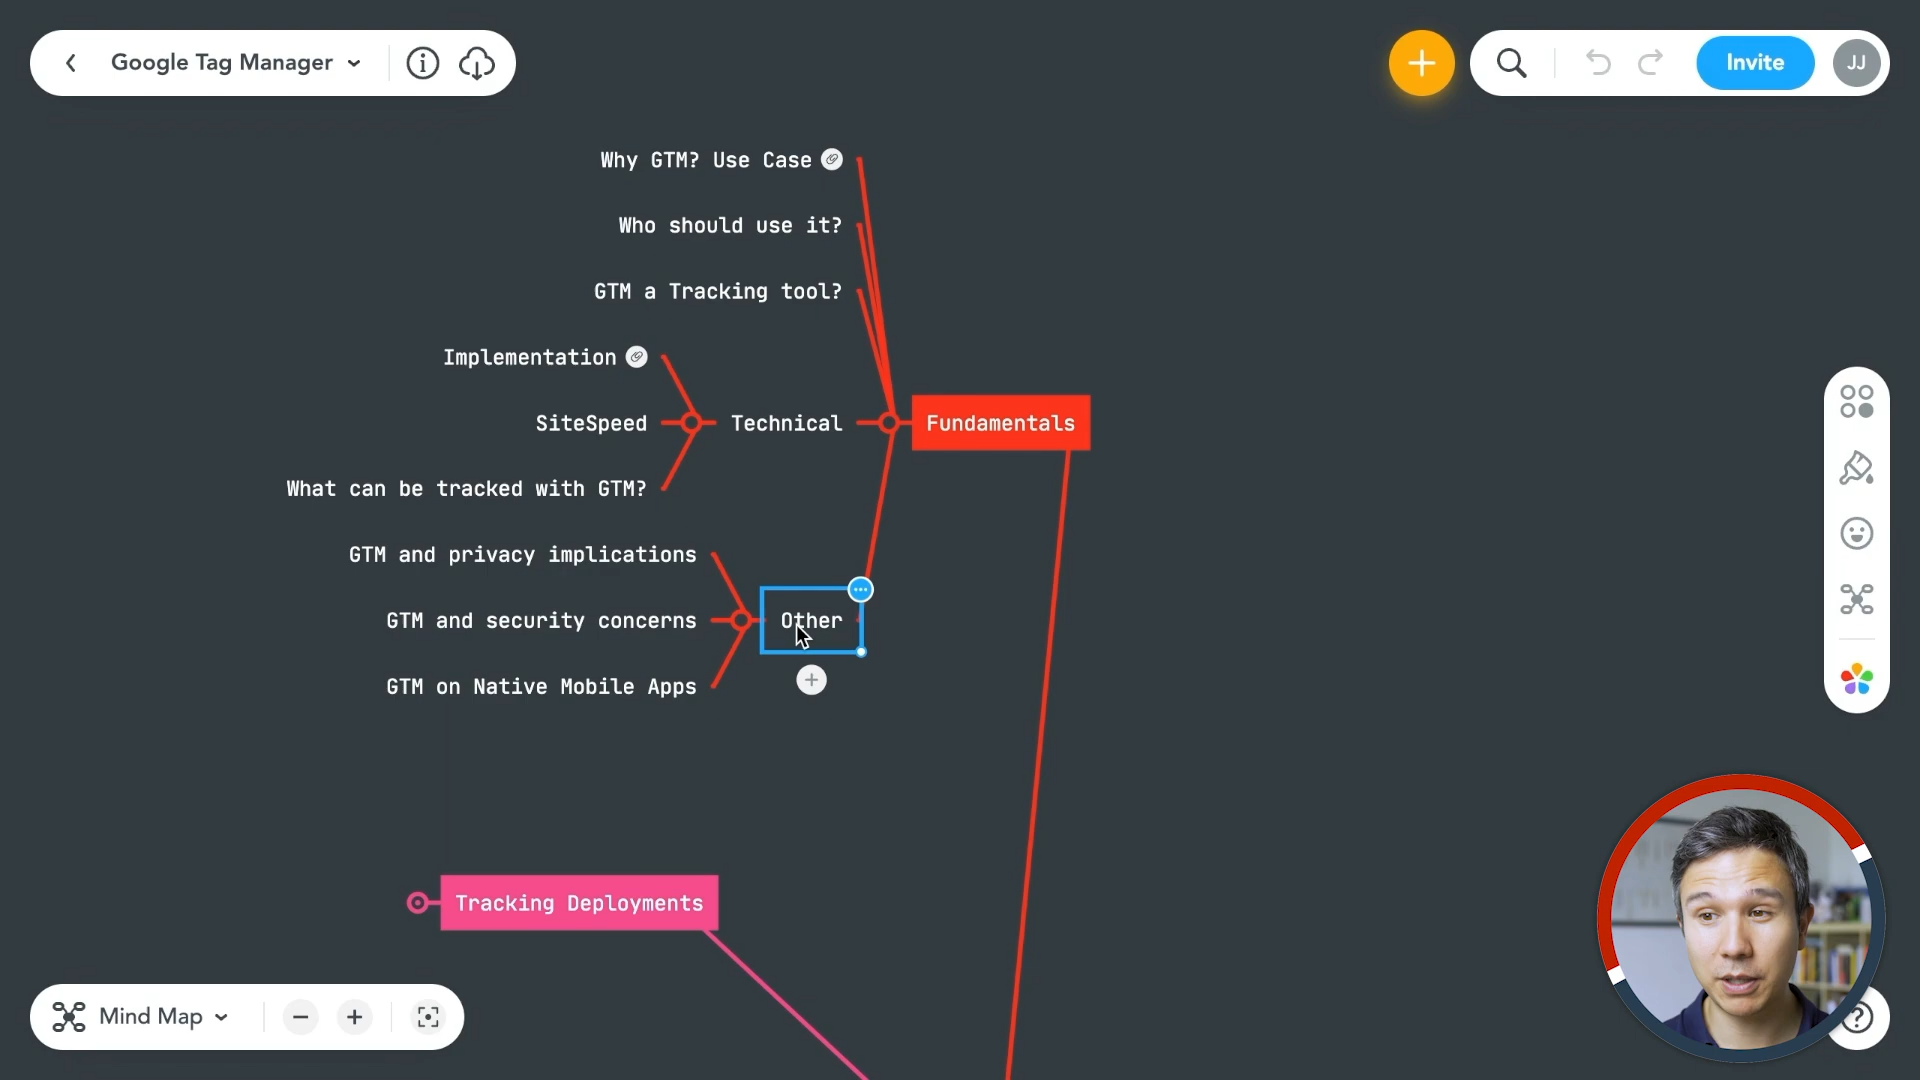 Google Tag Manager
Invite
JJ
Why GTM? Use Case
Who should use it?
GTM a Tracking tool?
Implementation
SiteSpeed
Technical
Fundamentals
What can be tracked with GTM?
GTM and privacy implications
GTM and security concerns
Other
GTM on Native Mobile Apps
Tracking Deployments
Mind Map